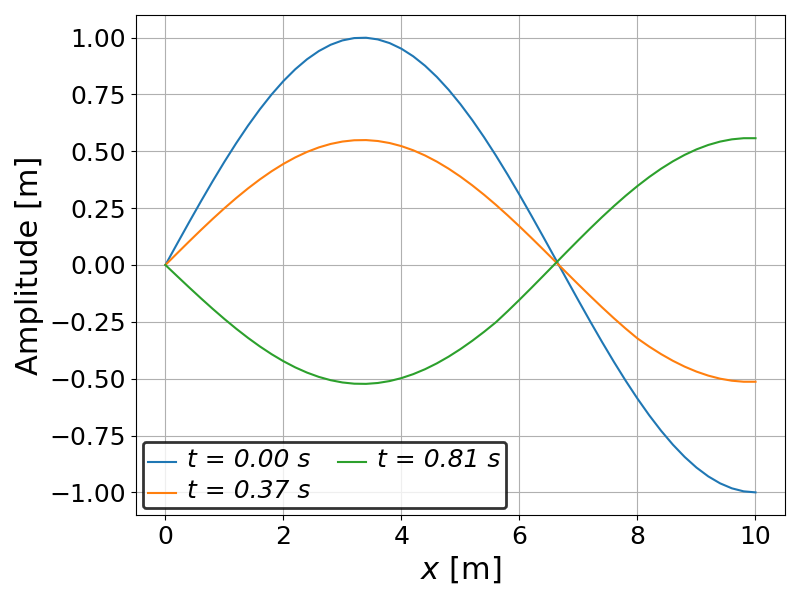 1.00
0.75
0.50
0.25
0.00
−0.25
−0.50
−0.75
−1.00
Amplitude [m]
t = 0.00 s
t = 0.37 s
t = 0.81 s
0 2 4 6 8 10
x [m]